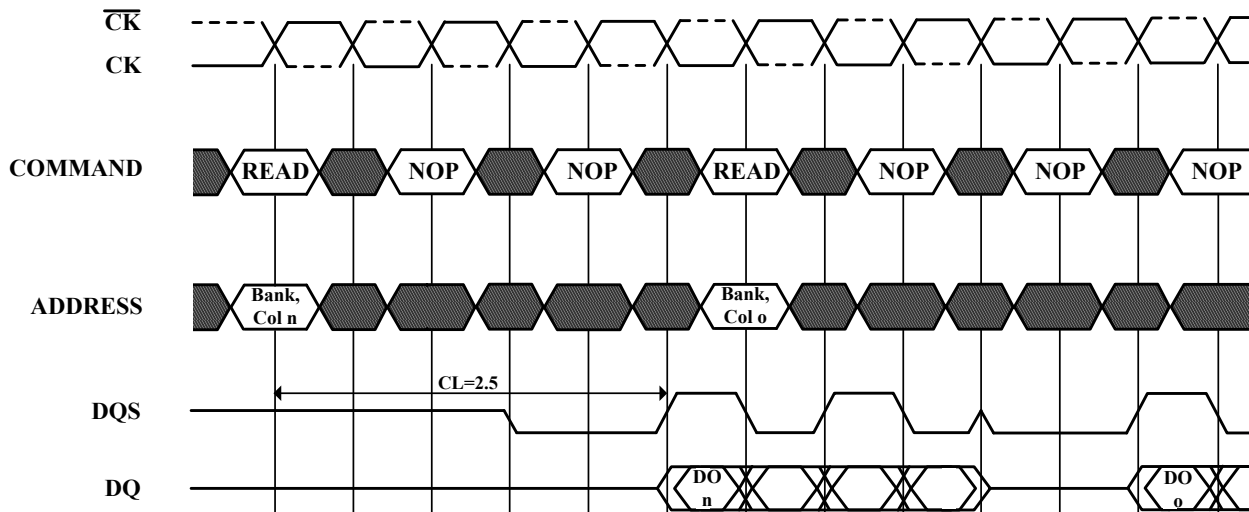 CK
CK
COMMAND READ NOP NOP READ NOP NOP NOP
ADDRESS Bank, Col n Bank, Col o
CL=2.5
DQS
DQ DO n DO o